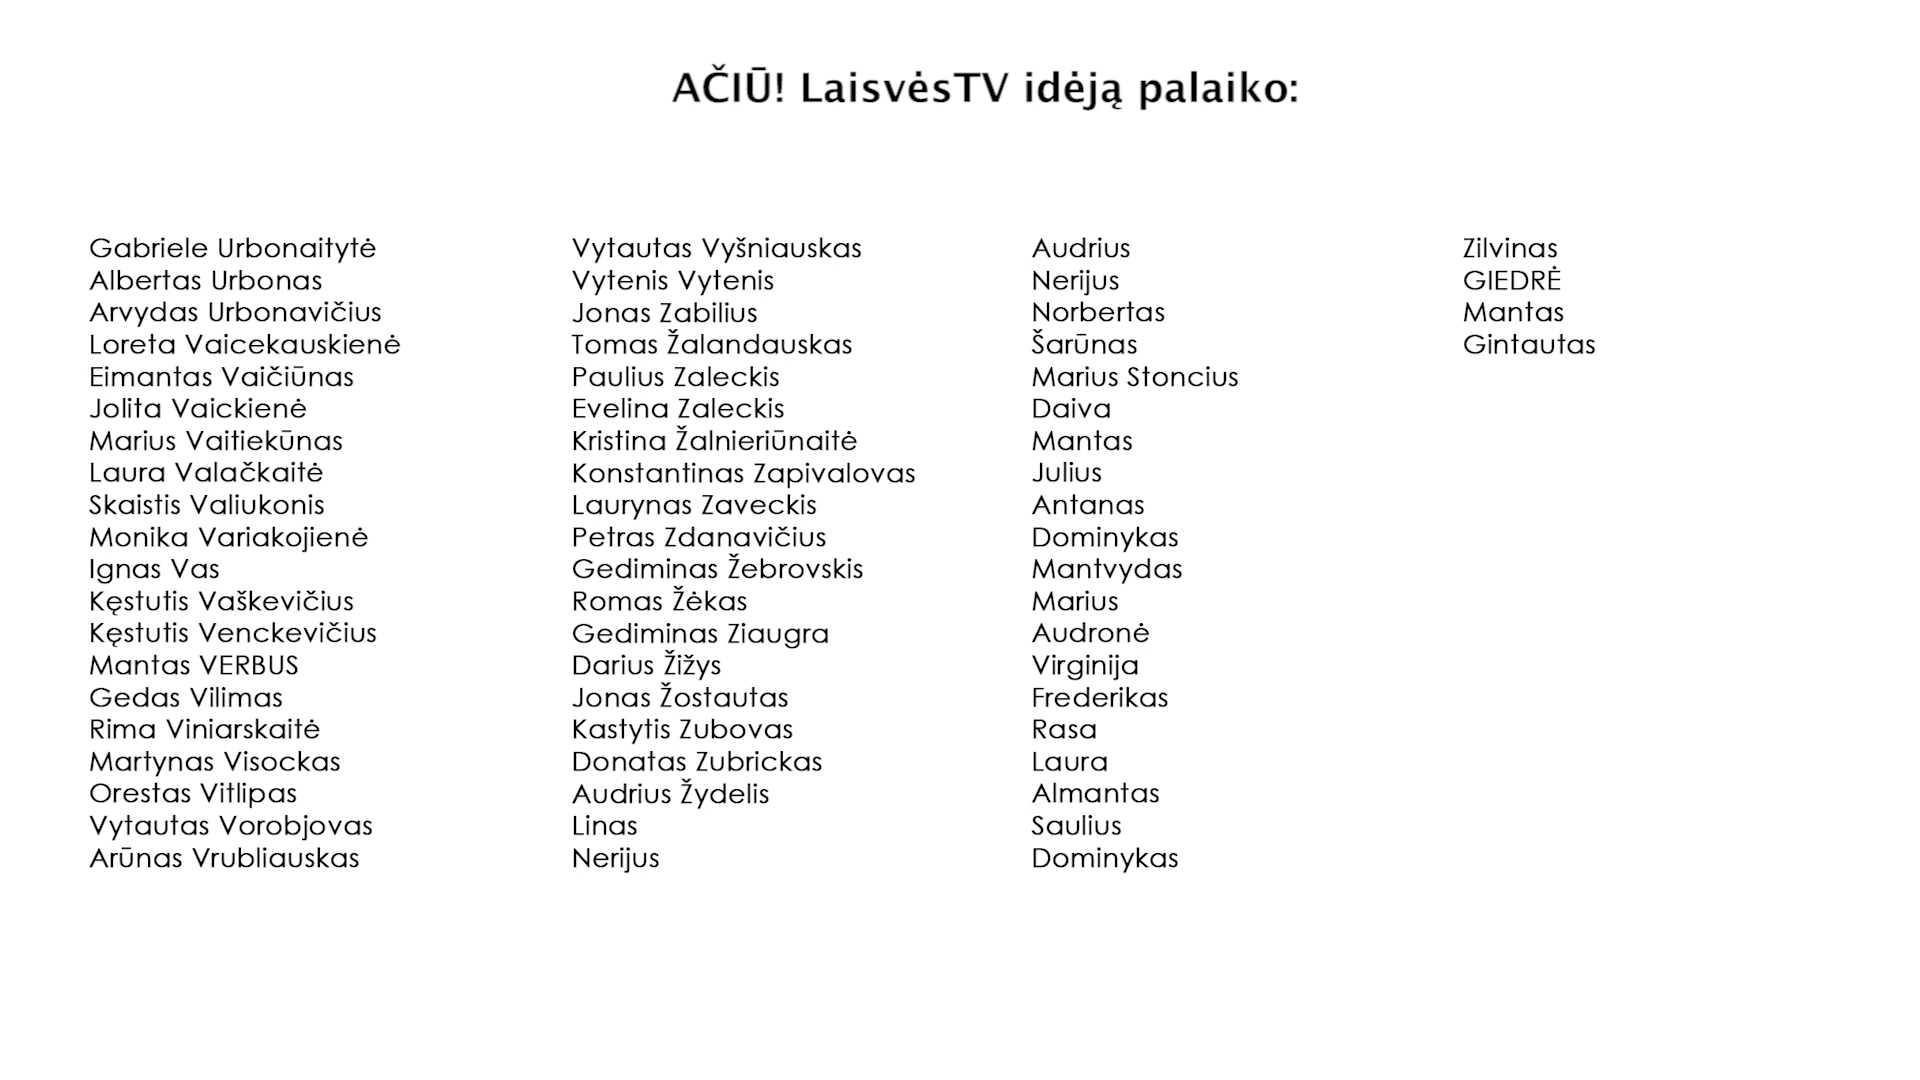 AČIŪ! LaisvėsTV idėją palaiko:
Gabriele Urbonaitytė
Albertas Urbonas
Arvydas Urbonavičius
Loreta Vaicekauskienė
Eimantas Vaičiūnas
Jolita Vaickienė
Marius Vaitiekūnas
Laura Valačkaitė
Skaistis Valiukonis
Monika Variakojienė
Ignas Vas
Kęstutis Vaškevičius
Kęstutis Venckevičius
Mantas VERBUS
Gedas Vilimas
Rima Viniarskaitė
Martynas Visockas
Orestas Vitlipas
Vytautas Vorobjovas
Arūnas Vrubliauskas
Vytautas Vyšniauskas
Vytenis Vytenis
Jonas Zabilius
Tomas Žalandauskas
Paulius Zaleckis
Evelina Zaleckis
Kristina Žalnieriūnaitė
Konstantinas Zapivalovas
Laurynas Zaveckis
Petras Zdanavičius
Gediminas Žebrovskis
Romas Žėkas
Gediminas Ziaugra
Darius Žižys
Jonas Žostautas
Kastytis Zubovas
Donatas Zubrickas
Audrius Žydelis
Linas
Nerijus
Audrius
Nerijus
Norbertas
Šarūnas
Marius Stoncius
Daiva
Mantas
Julius
Antanas
Dominykas
Mantvydas
Marius
Audronė
Virginija
Frederikas
Rasa
Laura
Almantas
Saulius
Dominykas
Zilvinas
GIEDRĖ
Mantas
Gintautas